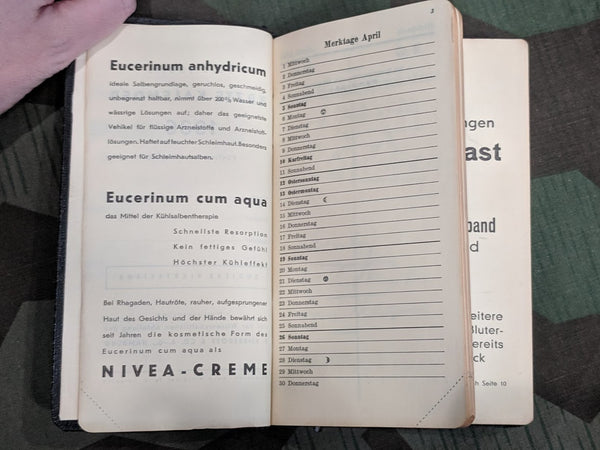 Eucerinum anhydricum
ideale Salbengrundlage, geruchlos, geschmeidig,
unbegrenzt haltbar, nimmt über 200% Wasser und
wässrige Lösungen auf; daher das geeignetste
Vehikel für flüssige Arzneistoffe und Arzneistoff-
lösungen. Haftet auf feuchter Schleimhaut. Besonders
geeignet für Schleimhautsalben.
Eucerinum cum aqua
das Mittel der Kühlsalbentherapie
Schnellste Resorption
Kein fettiges Gefühl
Höchster Kühleffekt
Bei Rhagaden, Hautröte, rauher, aufgesprungener
Haut des Gesichts und der Hände bewährt sich
seit Jahren die kosmetische Form des
Eucerinum cum aqua als
NIVEA-CREME
3
Merktage April
1 Mittwoch
2 Donnerstag
3 Freitag
4 Sonnabend
5 Sonntag
6 Montag
7 Dienstag
8 Mittwoch
9 Donnerstag
10 Karfreitag
11 Sonnabend
12 Ostersonntag
13 Ostermontag
14 Dienstag
15 Mittwoch
16 Donnerstag
17 Freitag
18 Sonnabend
19 Sonntag
20 Montag
21 Dienstag
22 Mittwoch
23 Donnerstag
24 Freitag
25 Sonnabend
26 Sonntag
27 Montag
28 Dienstag
29 Mittwoch
30 Donnerstag
ngen
ast
band
d
eitere
Bluter-
ereits
ck
h Seite 10